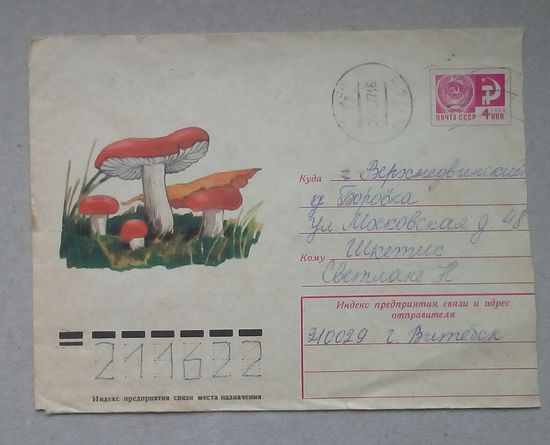 ПОЧТА СССР 4 КОП.
Куда г. Верхнедвинский
д Боровка
ул Московская д 48
Кому Шкетик
Светлане Н
Индекс предприятия связи и адрес
отправителя
210029 г. Витебск
211622
Индекс предприятия связи места назначения